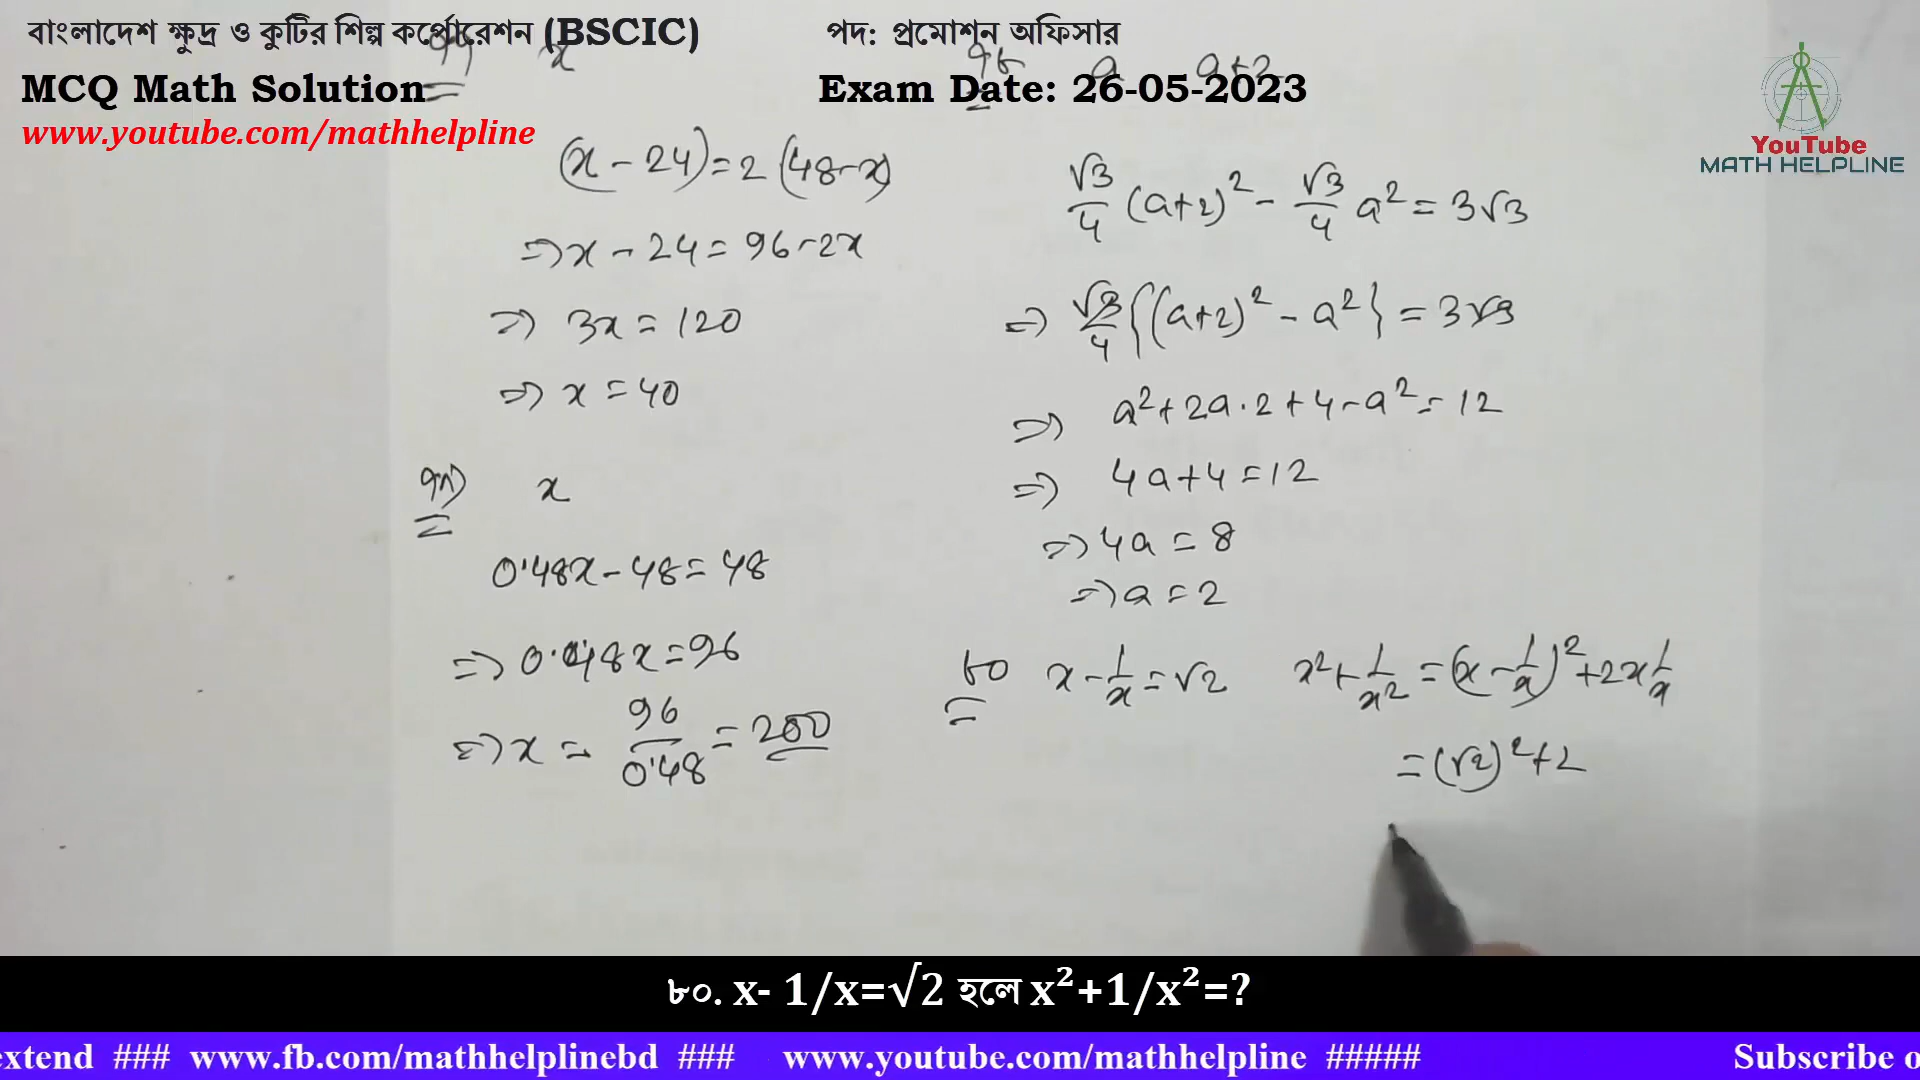 বাংলাদেশ ক্ষুদ্র ও কুটির শিল্প কর্পোরেশন (BSCIC)
পদ: প্রমোশন অফিসার
MCQ Math Solution
Exam Date: 26-05-2023
www.youtube.com/mathhelpline
YouTube
MATH HELPLINE
৭৭ x
(x - 24) = 2 (48-x)
=> x - 24 = 96-2x
=> 3x = 120
=> x = 40
x
0.48x - 48 = 48
=> 0.48x = 96
=> x = 96/0.48 = 200
৭৮ a a+2
√3/4 (a+2)² - √3/4 a² = 3√3
=> √3/4 {(a+2)² - a²} = 3√3
=> a²+2a.2+4-a² = 12
=> 4a+4 = 12
=> 4a = 8
=> a = 2
৮০ x - 1/x = √2 x²+1/x² = (x-1/x)²+2x 1/x
= (√2)²+2
৮০. x- 1/x=√2 হলে x²+1/x²=?
extend ### www.fb.com/mathhelplinebd ### www.youtube.com/mathhelpline ##### Subscribe o